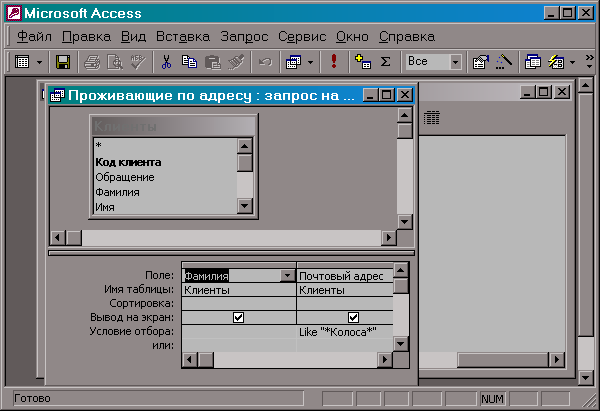 Microsoft Access
Файл Правка Вид Вставка Запрос Сервис Окно Справка
Все
Проживающие по адресу : запрос на ...
Клиенты
*
Код клиента
Обращение
Фамилия
Имя
Поле: Фамилия Почтовый адрес
Имя таблицы: Клиенты Клиенты
Сортировка:
Вывод на экран:
Условие отбора: Like "*Колоса*"
или:
Готово NUM